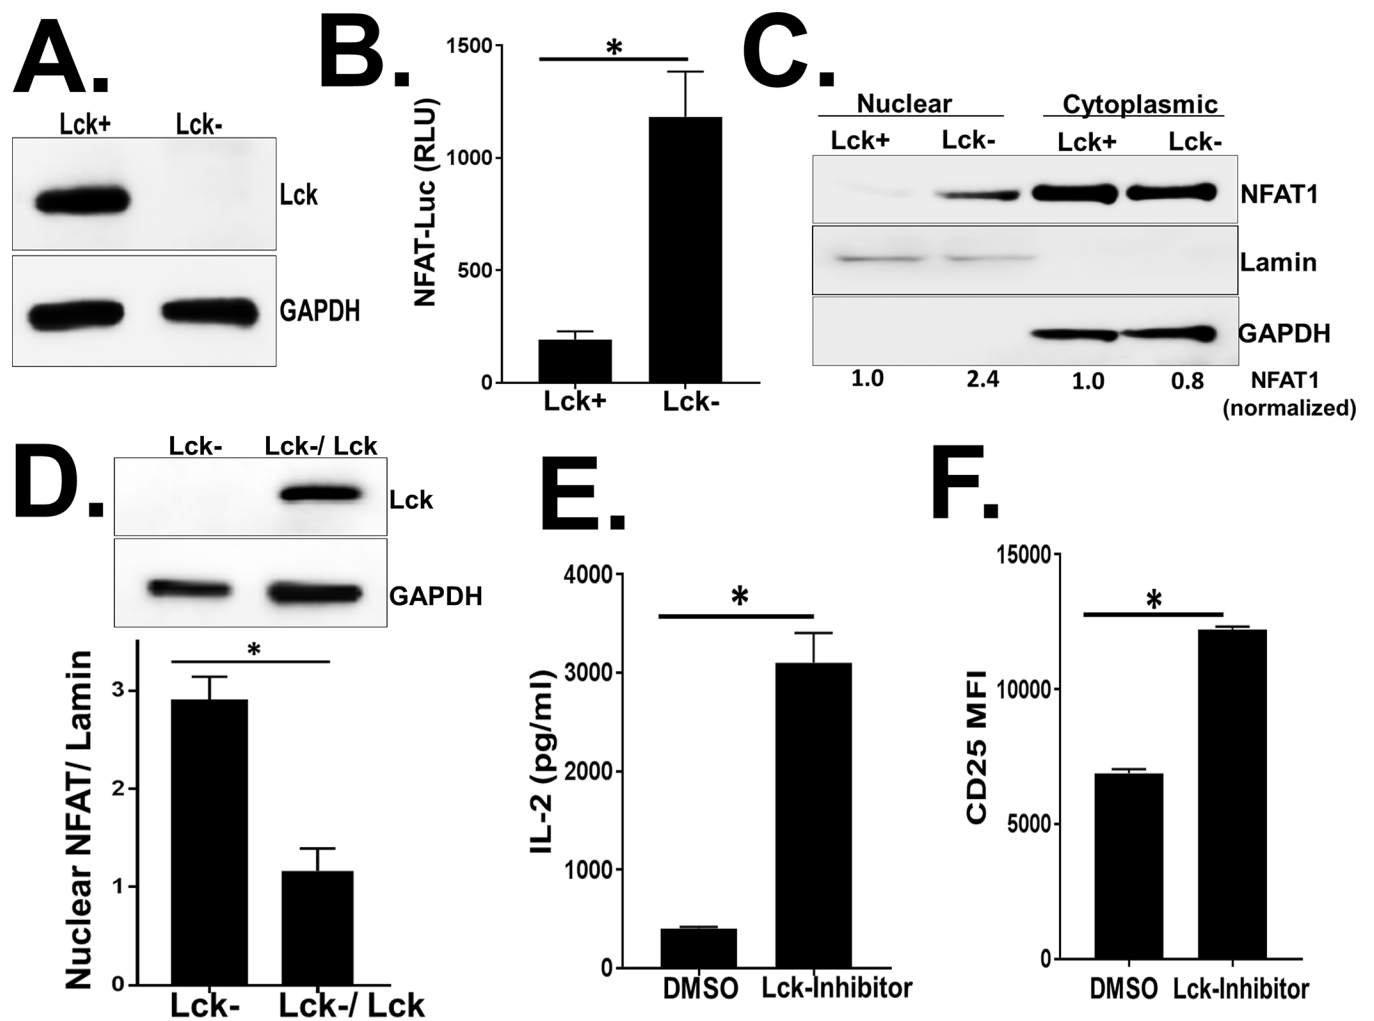 A.
Lck+ Lck-
Lck
GAPDH
B.
NFAT-Luc (RLU)
1500
*
1000
500
0
Lck+ Lck-
C.
Nuclear Cytoplasmic
Lck+ Lck- Lck+ Lck-
NFAT1
Lamin
GAPDH
1.0 2.4 1.0 0.8 NFAT1
(normalized)
D.
Lck- Lck-/ Lck
Lck
GAPDH
Nuclear NFAT/ Lamin
*
3
2
1
0
Lck- Lck-/ Lck
E.
IL-2 (pg/ml)
4000
*
3000
2000
1000
0
DMSO Lck-Inhibitor
F.
CD25 MFI
15000
*
10000
5000
0
DMSO Lck-Inhibitor